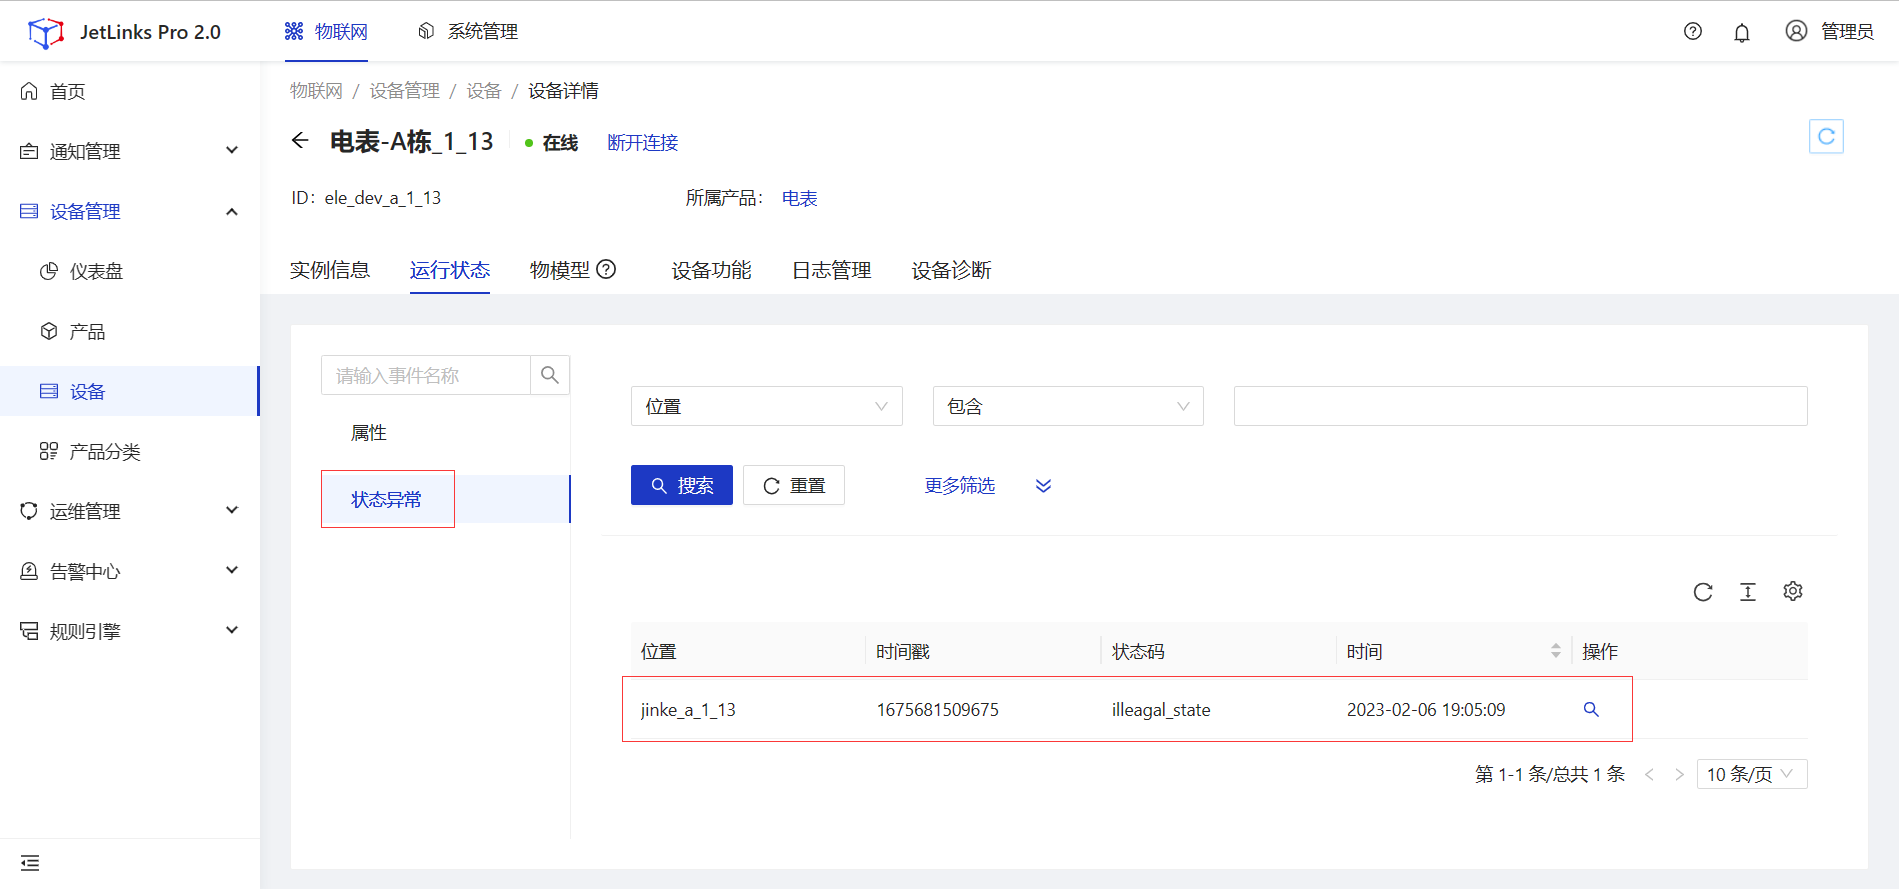 JetLinks Pro 2.0
物联网
系统管理
管理员
首页
通知管理
设备管理
仪表盘
产品
设备
产品分类
运维管理
告警中心
规则引擎
物联网 / 设备管理 / 设备 / 设备详情
电表-A栋_1_13
在线
断开连接
ID: ele_dev_a_1_13
所属产品: 电表
实例信息
运行状态
物模型
设备功能
日志管理
设备诊断
请输入事件名称
属性
状态异常
位置
包含
搜索
重置
更多筛选
位置 时间戳 状态码 时间 操作
jinke_a_1_13 1675681509675 illeagal_state 2023-02-06 19:05:09
第 1-1 条/总共 1 条
10 条/页